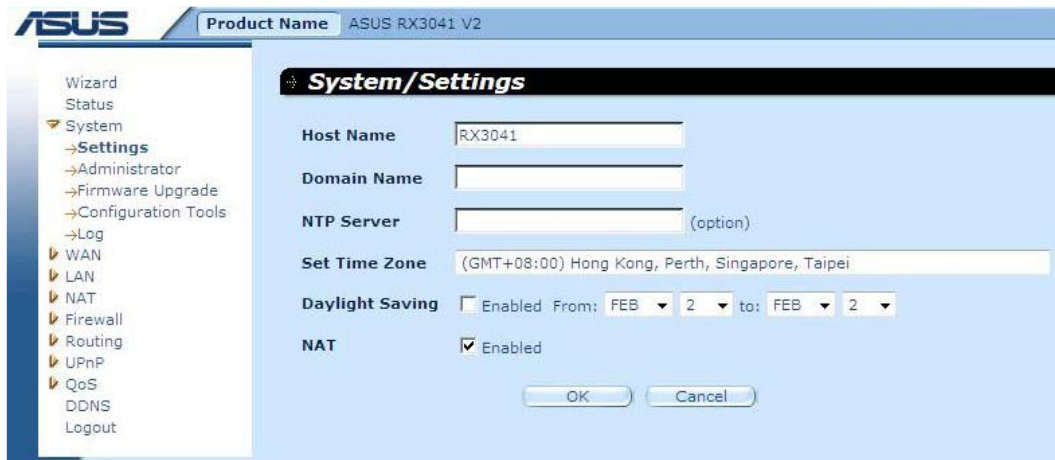 ASUS
Product Name ASUS RX3041 V2
Wizard
Status
System
Settings
Administrator
Firmware Upgrade
Configuration Tools
Log
WAN
LAN
NAT
Firewall
Routing
UPnP
QoS
DDNS
Logout
System/Settings
Host Name RX3041
Domain Name
NTP Server (option)
Set Time Zone (GMT+08:00) Hong Kong, Perth, Singapore, Taipei
Daylight Saving Enabled From: FEB 2 to: FEB 2
NAT Enabled
OK Cancel